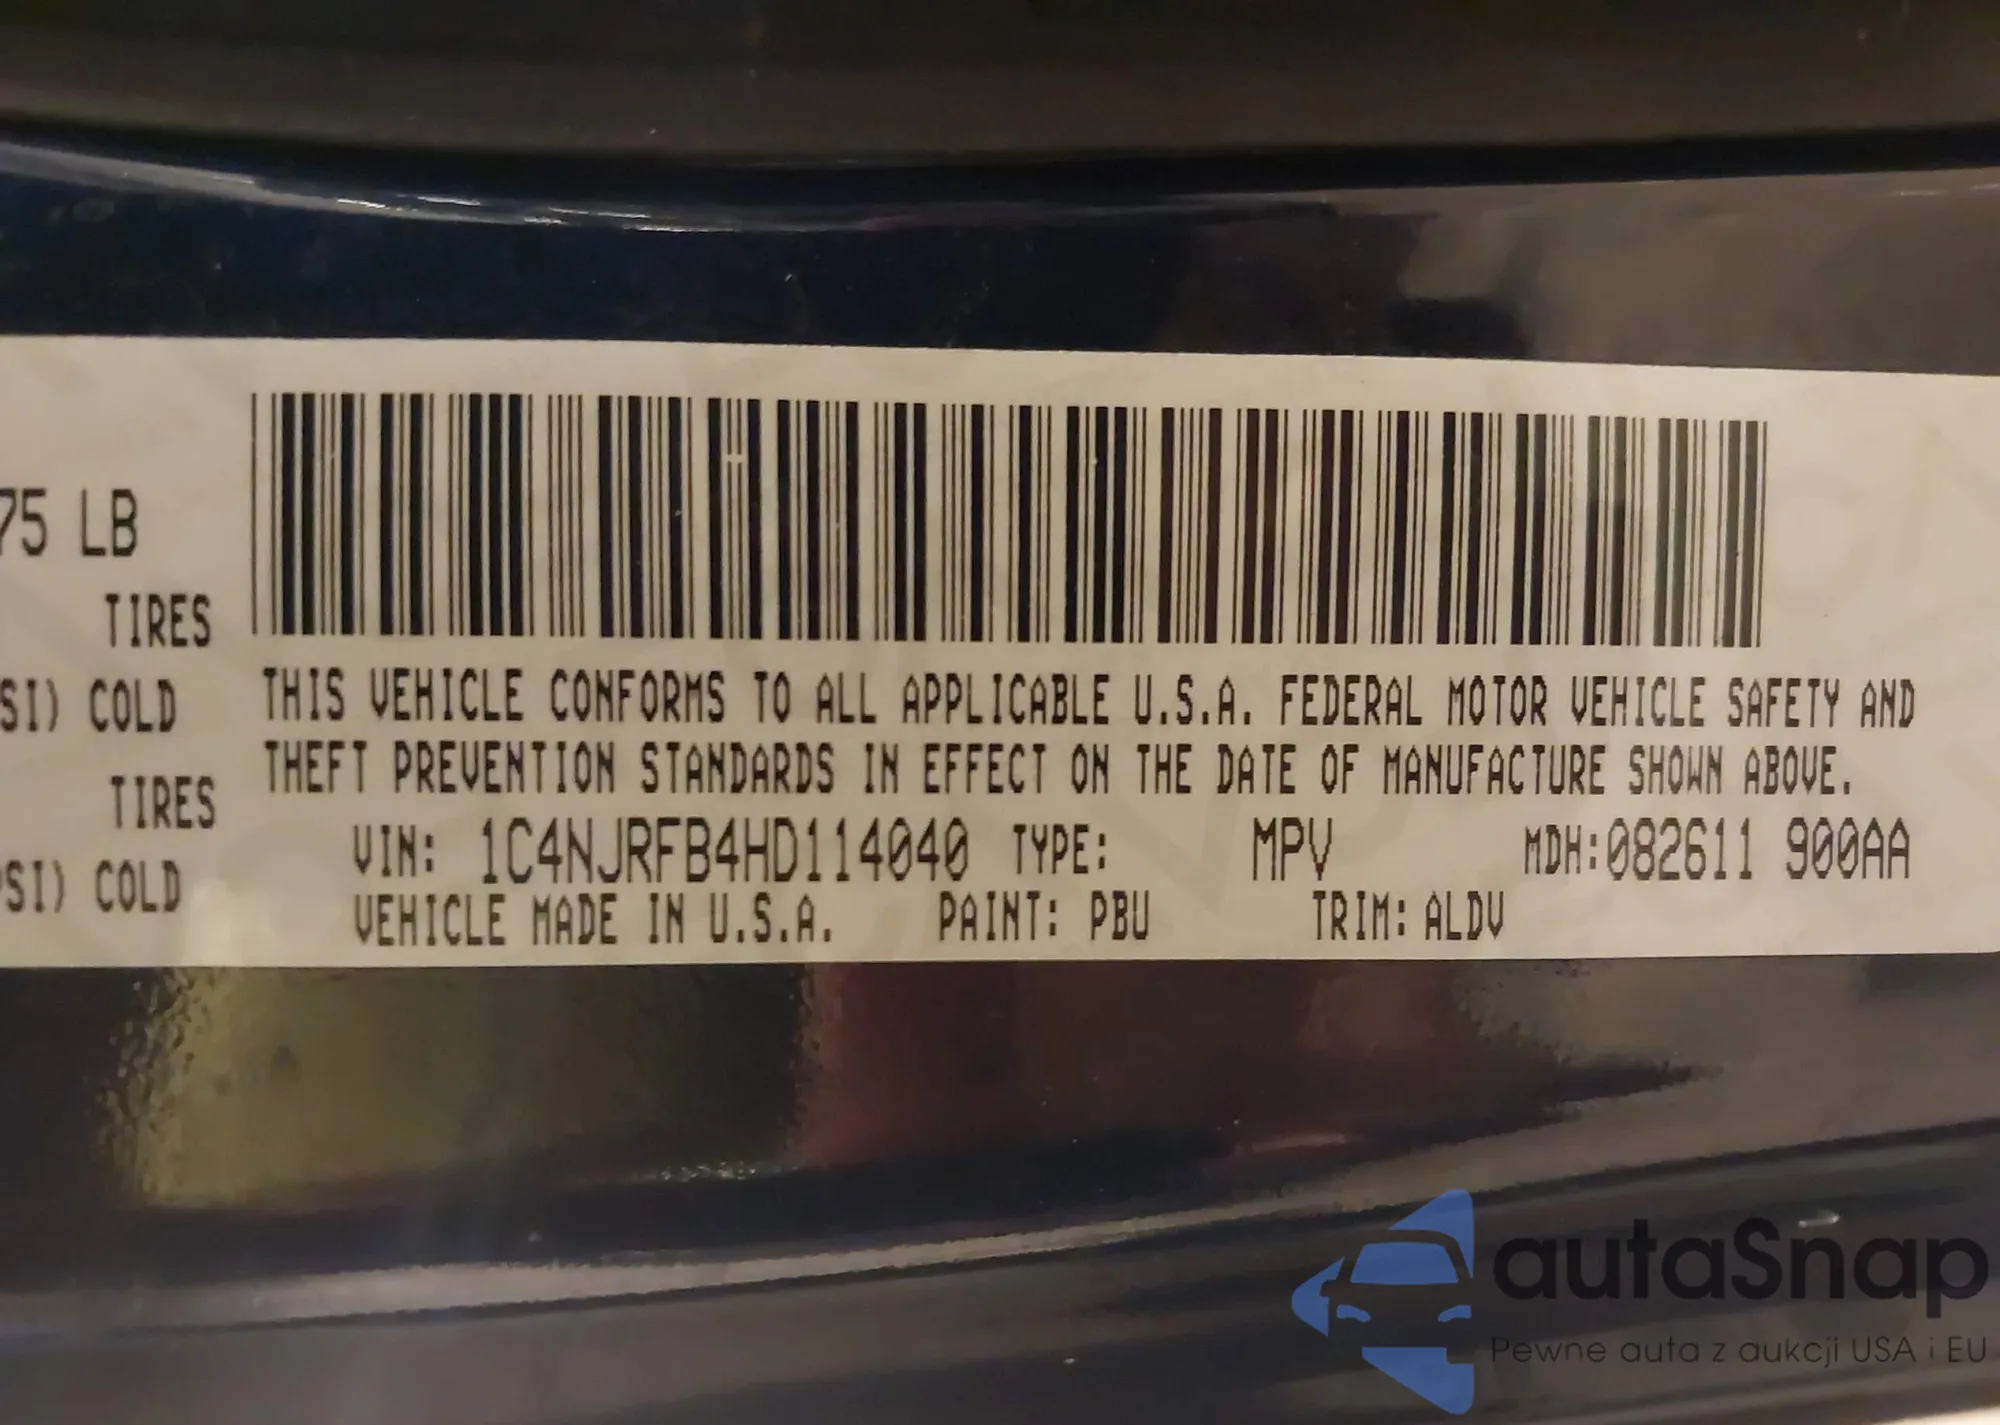 75 LB
TIRES
SI) COLD
TIRES
SI) COLD
THIS VEHICLE CONFORMS TO ALL APPLICABLE U.S.A. FEDERAL MOTOR VEHICLE SAFETY AND
THEFT PREVENTION STANDARDS IN EFFECT ON THE DATE OF MANUFACTURE SHOWN ABOVE.
VIN: 1C4NJRFB4HD114040 TYPE: MPV MDH:082611 900AA
VEHICLE MADE IN U.S.A. PAINT: PBU TRIM: ALDV
autaSnap
Pewne auta z aukcji USA i EU